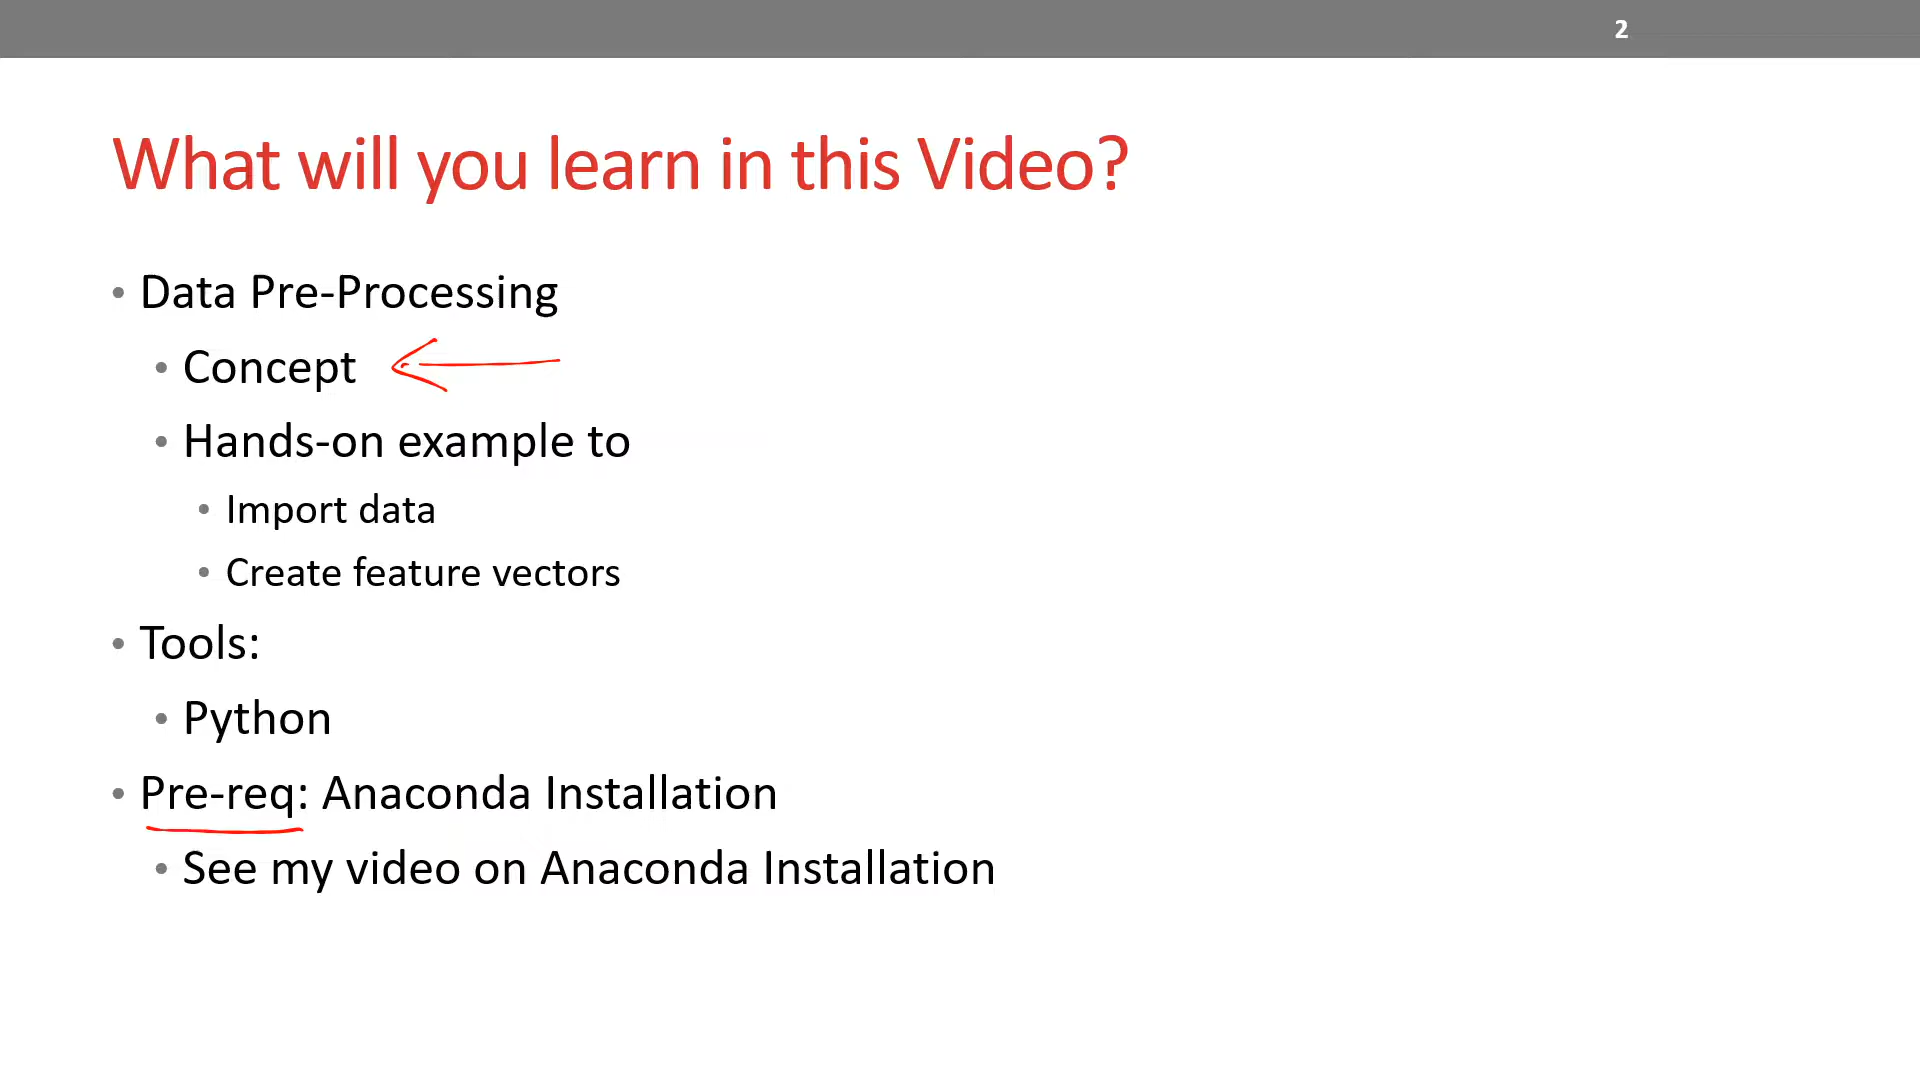 2
What will you learn in this Video?
• Data Pre-Processing
• Concept
• Hands-on example to
• Import data
• Create feature vectors
• Tools:
• Python
• Pre-req: Anaconda Installation
• See my video on Anaconda Installation